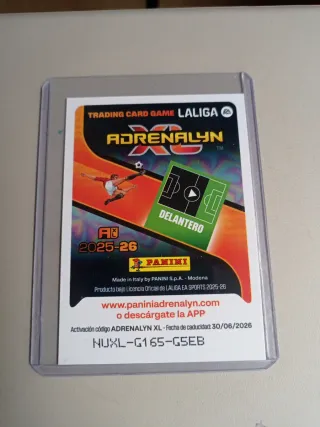 TRADING CARD GAME LALIGA EA
ADRENALYN
XL TM
DELANTERO
2025-26
PANINI
Made in Italy by PANINI S.p.A. - Modena
Producto bajo Licencia Oficial de LALIGA EA SPORTS 2025-26
www.paniniadrenalyn.com
o descárgate la APP
Activación código ADRENALYN XL - Fecha de caducidad: 30/06/2026
NUXL-G165-G5EB